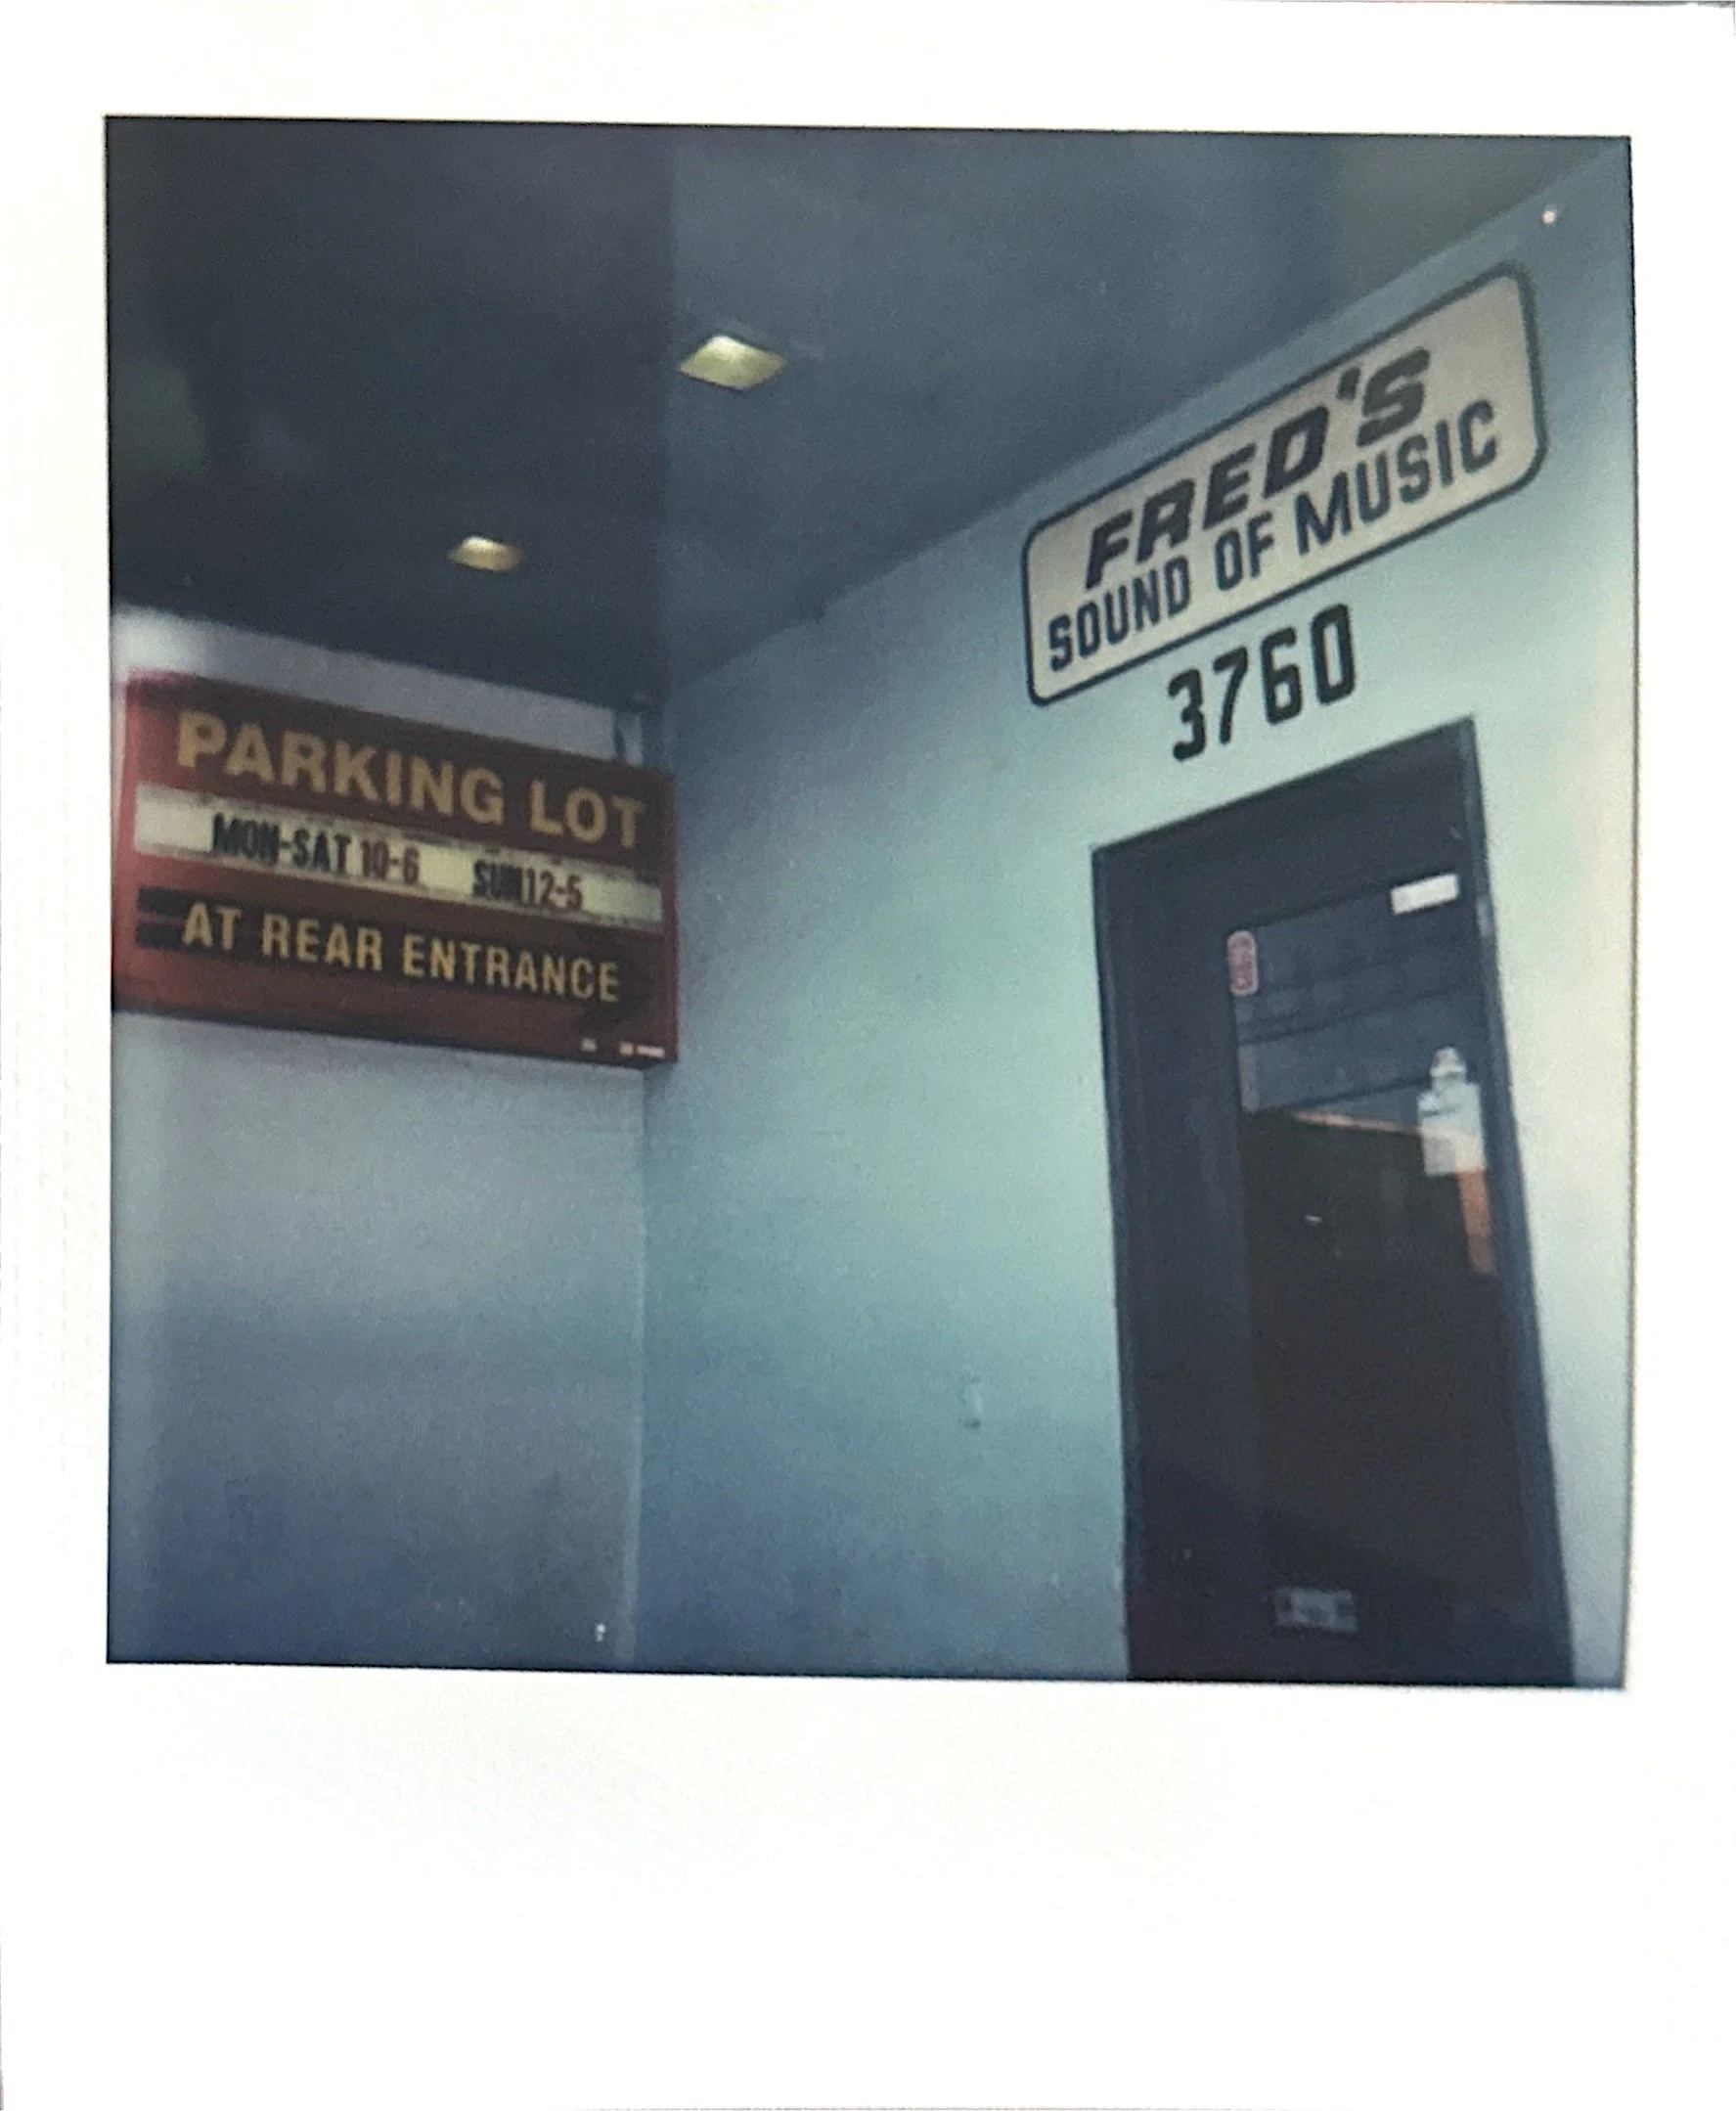 FRED'S
SOUND OF MUSIC
3760
PARKING LOT
MON-SAT 10-6 SUN 12-5
AT REAR ENTRANCE